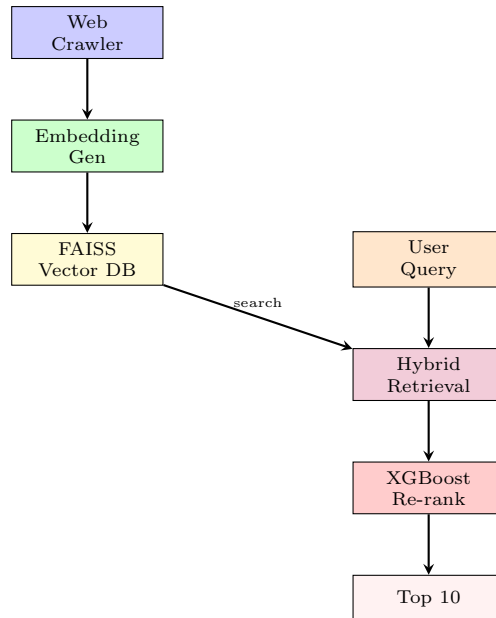 Web
Crawler
Embedding
Gen
FAISS
Vector DB
User
Query
search
Hybrid
Retrieval
XGBoost
Re-rank
Top 10